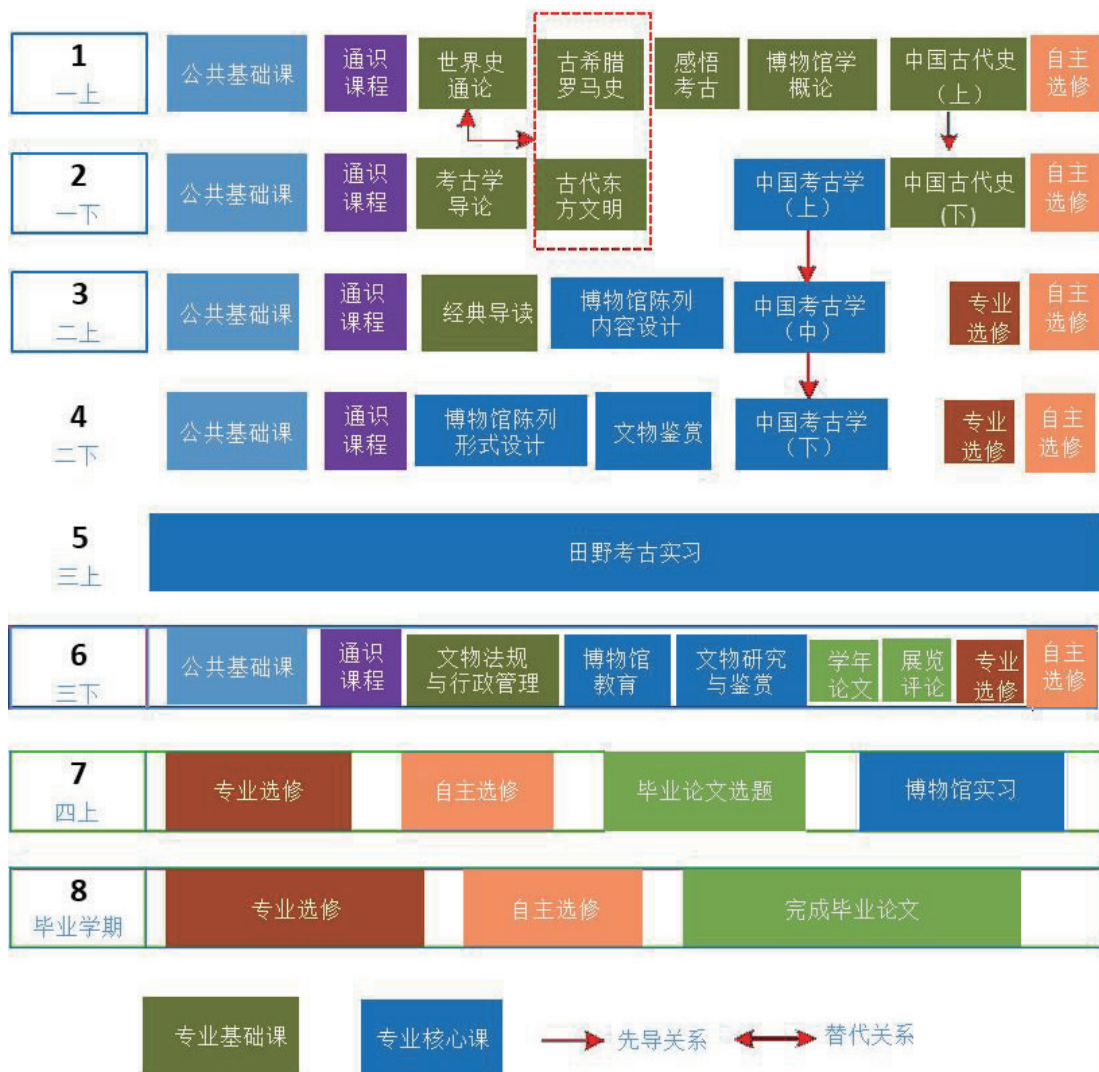 1
一上
公共基础课
通识
课程
世界史
通论
古希腊
罗马史
感悟
考古
博物馆学
概论
中国古代史
（上）
自主
选修
2
一下
公共基础课
通识
课程
考古学
导论
古代东
方文明
中国考古学
（上）
中国古代史
(下)
自主
选修
3
二上
公共基础课
通识
课程
经典导读
博物馆陈列
内容设计
中国考古学
（中）
专业
选修
自主
选修
4
二下
公共基础课
通识
课程
博物馆陈列
形式设计
文物鉴赏
中国考古学
（下）
专业
选修
自主
选修
5
三上
田野考古实习
6
三下
公共基础课
通识
课程
文物法规
与行政管理
博物馆
教育
文物研究
与鉴赏
学年
论文
展览
评论
专业
选修
自主
选修
7
四上
专业选修
自主选修
毕业论文选题
博物馆实习
8
毕业学期
专业选修
自主选修
完成毕业论文
专业基础课
专业核心课
先导关系
替代关系